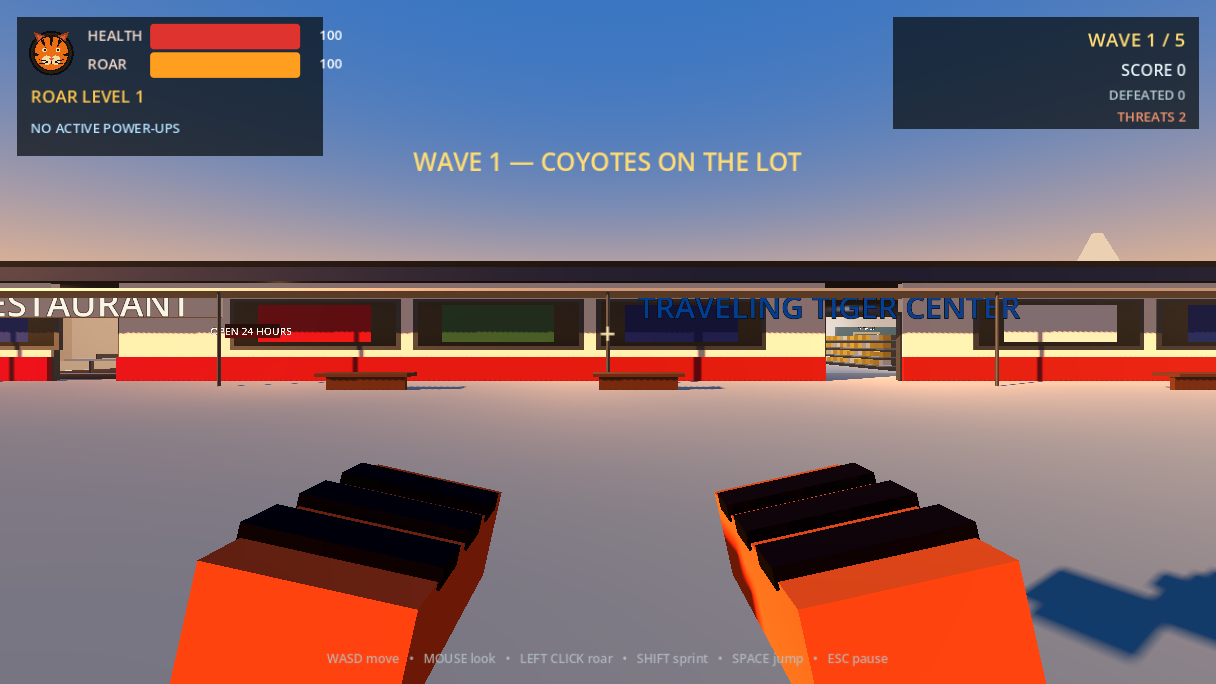 HEALTH 100
ROAR 100
ROAR LEVEL 1
NO ACTIVE POWER-UPS
WAVE 1 / 5
SCORE 0
DEFEATED 0
THREATS 2
WAVE 1 — COYOTES ON THE LOT
ESTAURANT
OPEN 24 HOURS
TRAVELING TIGER CENTER
WASD move • MOUSE look • LEFT CLICK roar • SHIFT sprint • SPACE jump • ESC pause